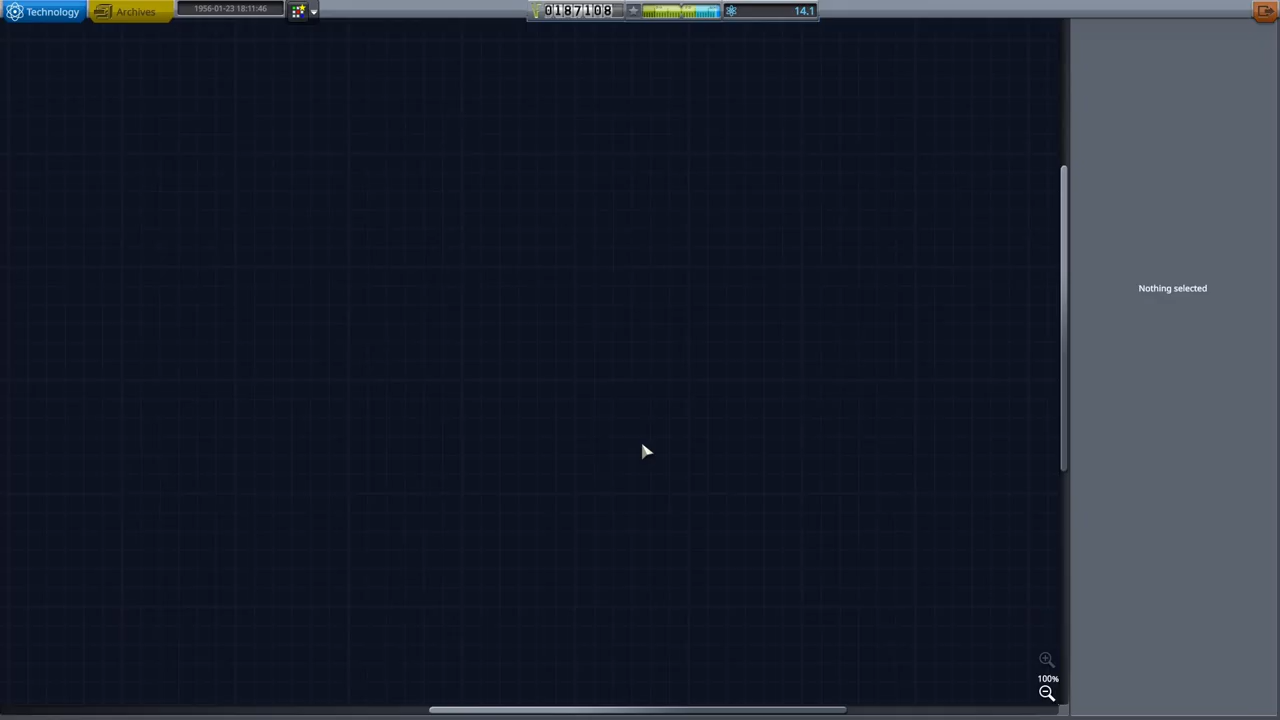 Technology
Archives
1956-01-23 18:11:46
0187108
14.1
Nothing selected
100%